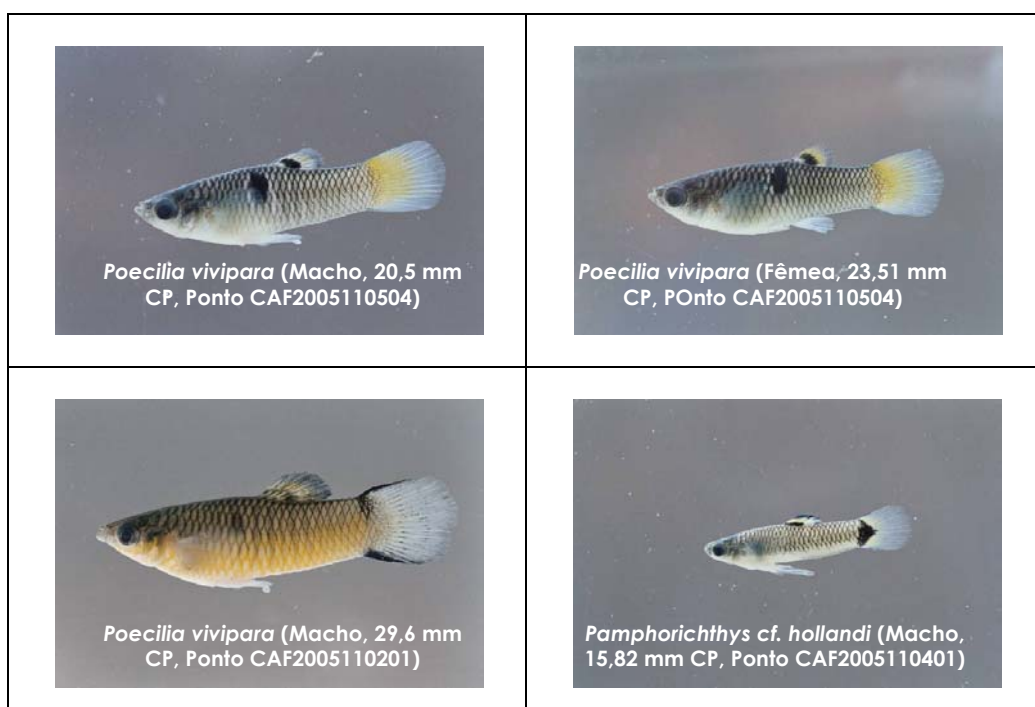 Poecilia vivipara (Macho, 20,5 mm
CP, Ponto CAF2005110504)
Poecilia vivipara (Fêmea, 23,51 mm
CP, POnto CAF2005110504)
Poecilia vivipara (Macho, 29,6 mm
CP, Ponto CAF2005110201)
Pamphorichthys cf. hollandi (Macho,
15,82 mm CP, Ponto CAF2005110401)